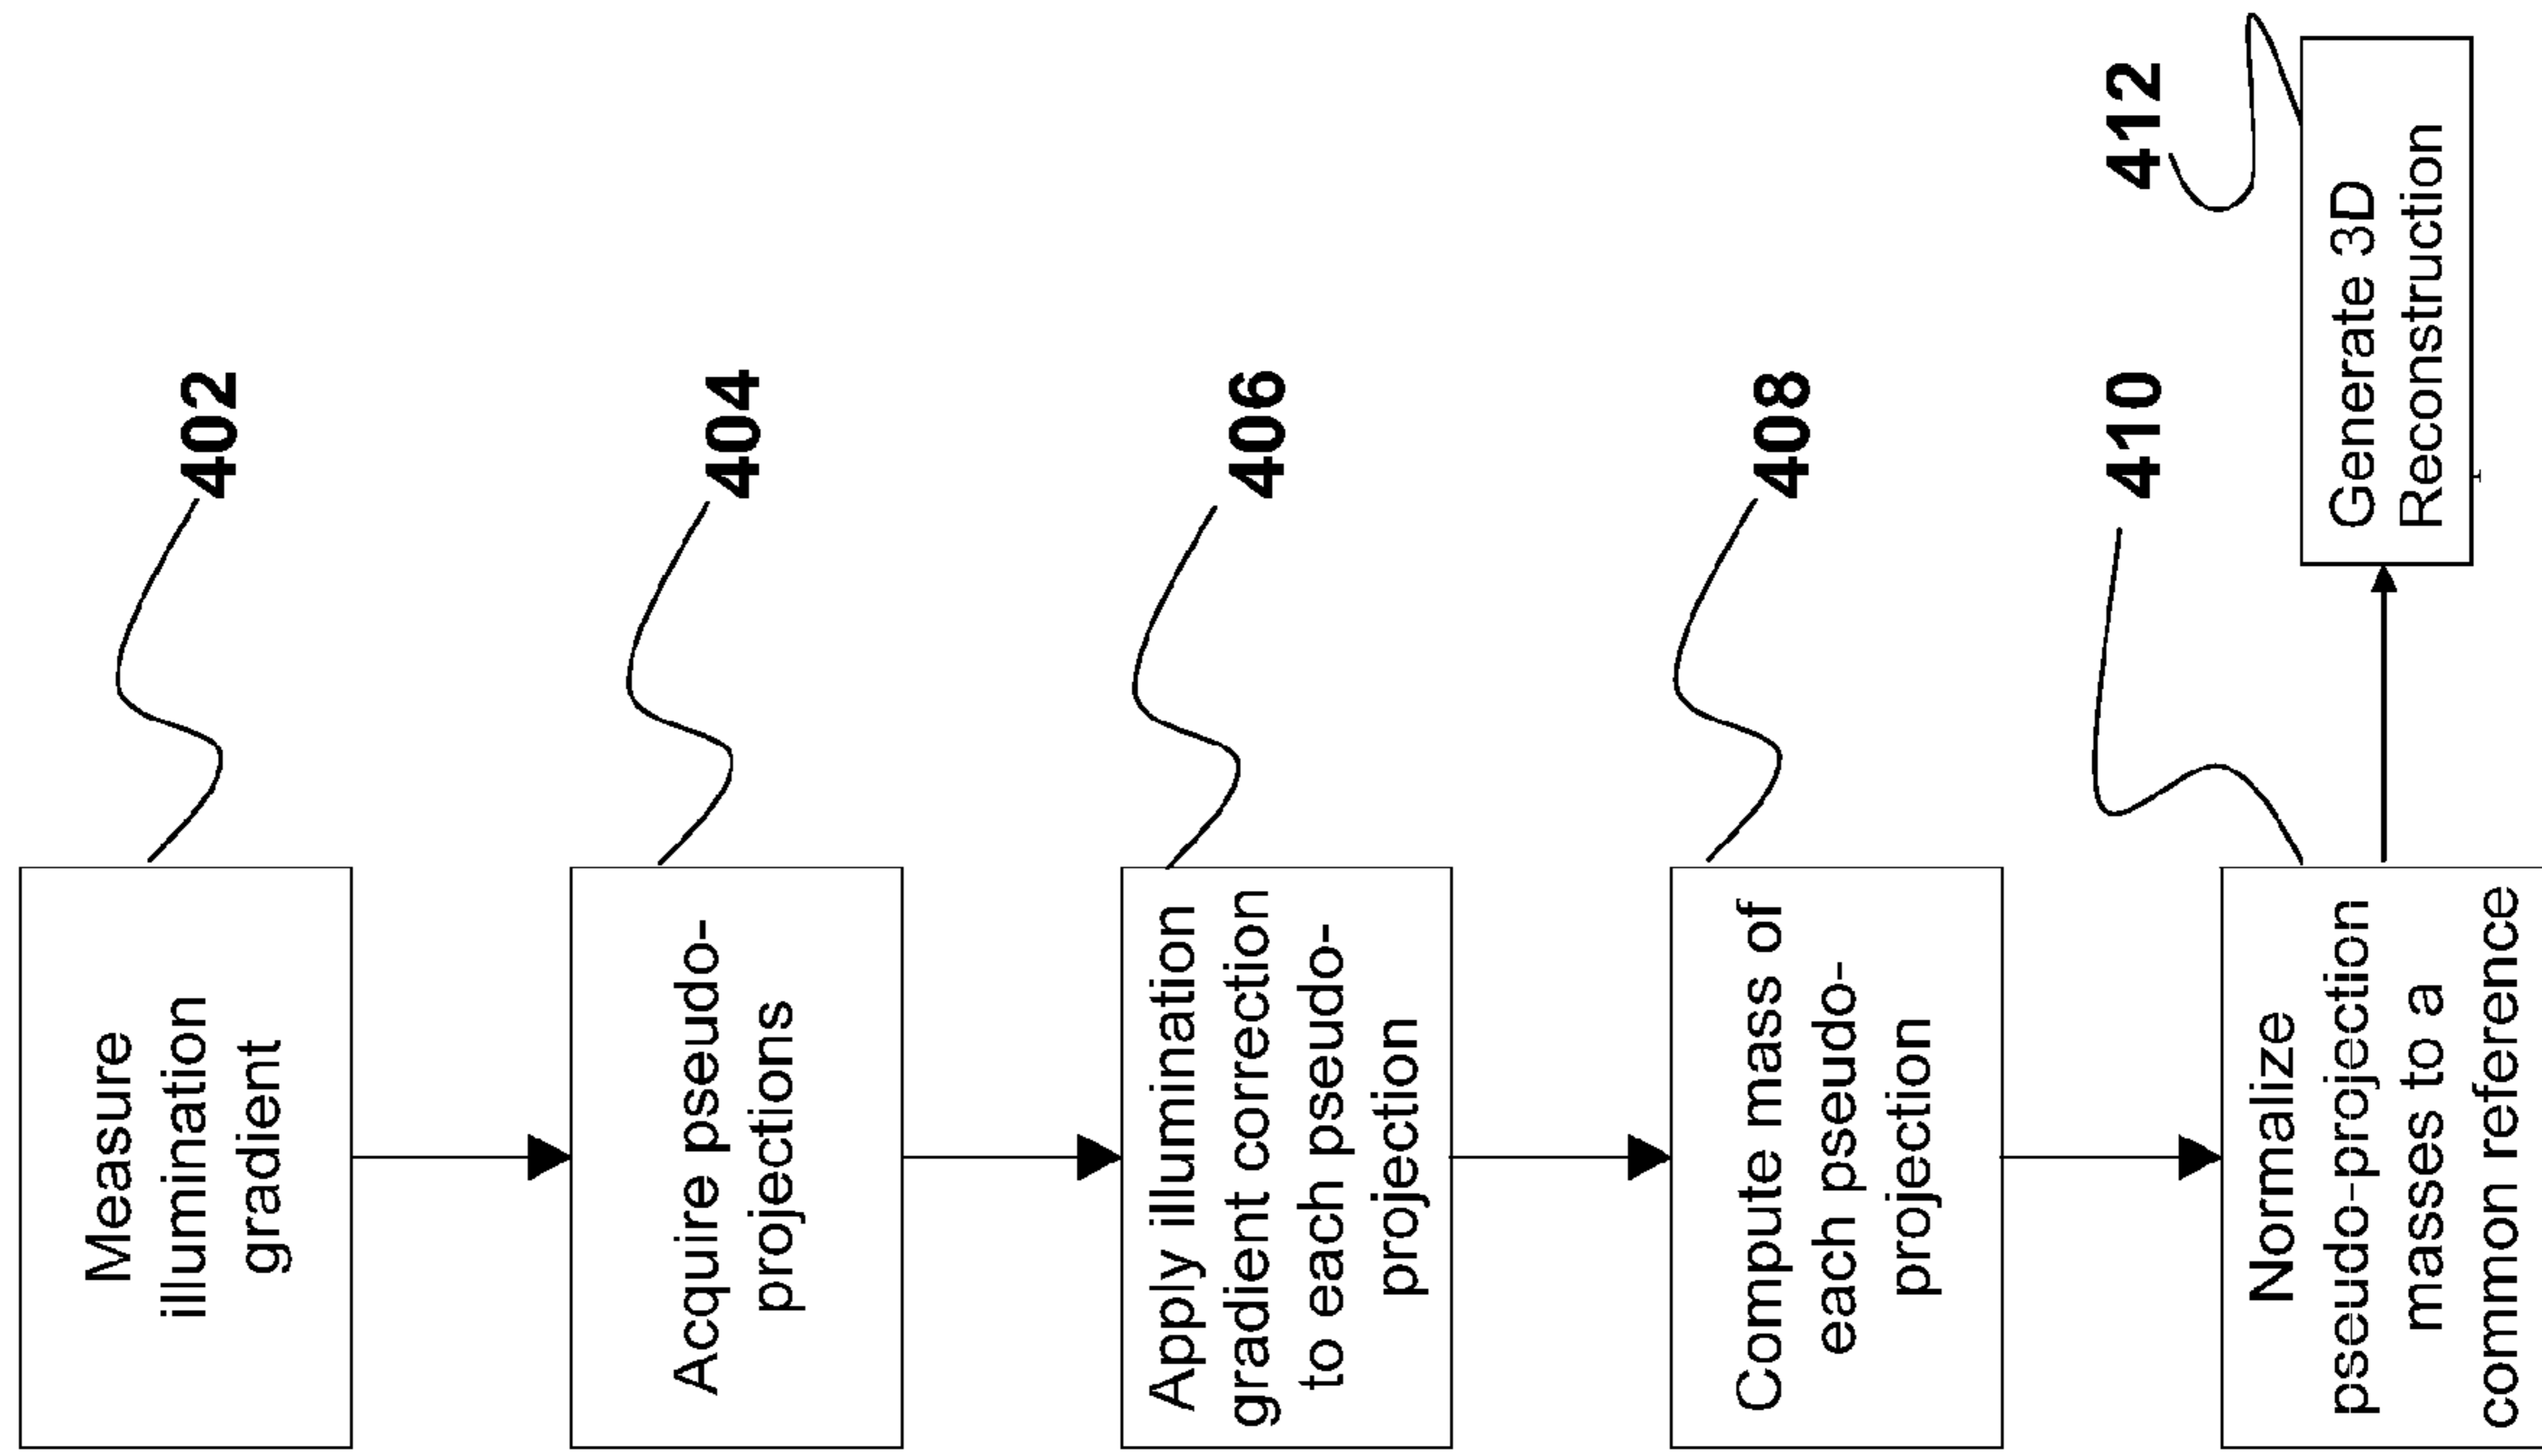 Measure
illumination
gradient
402
Acquire pseudo-
projections
404
Apply illumination
gradient correction
to each pseudo-
projection
406
Compute mass of
each pseudo-
projection
408
Normalize
pseudo-projection
masses to a
common reference
410
Generate 3D
Reconstruction
412